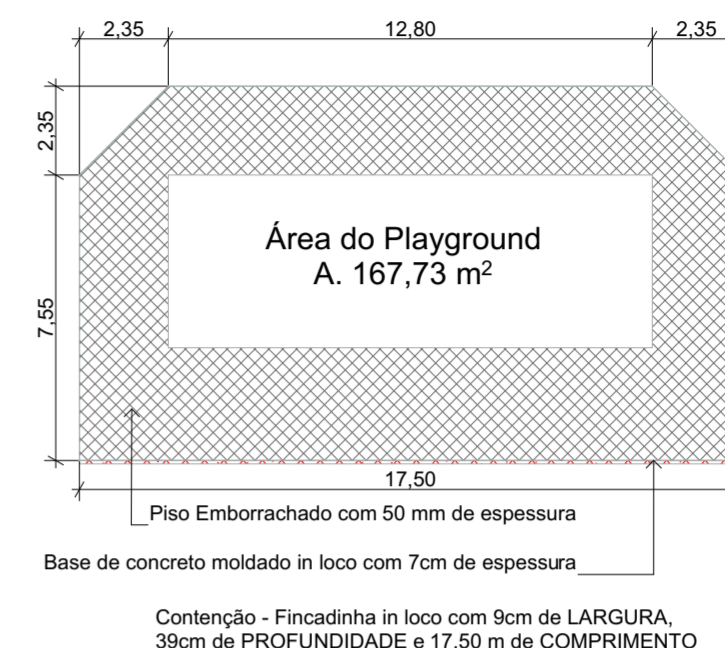 2,35
12,80
2,35
2,35
7,55
Área do Playground
A. 167,73 m²
17,50
Piso Emborrachado com 50 mm de espessura
Base de concreto moldado in loco com 7cm de espessura
Contenção - Fincadinha in loco com 9cm de LARGURA,
39cm de PROFUNDIDADE e 17,50 m de COMPRIMENTO